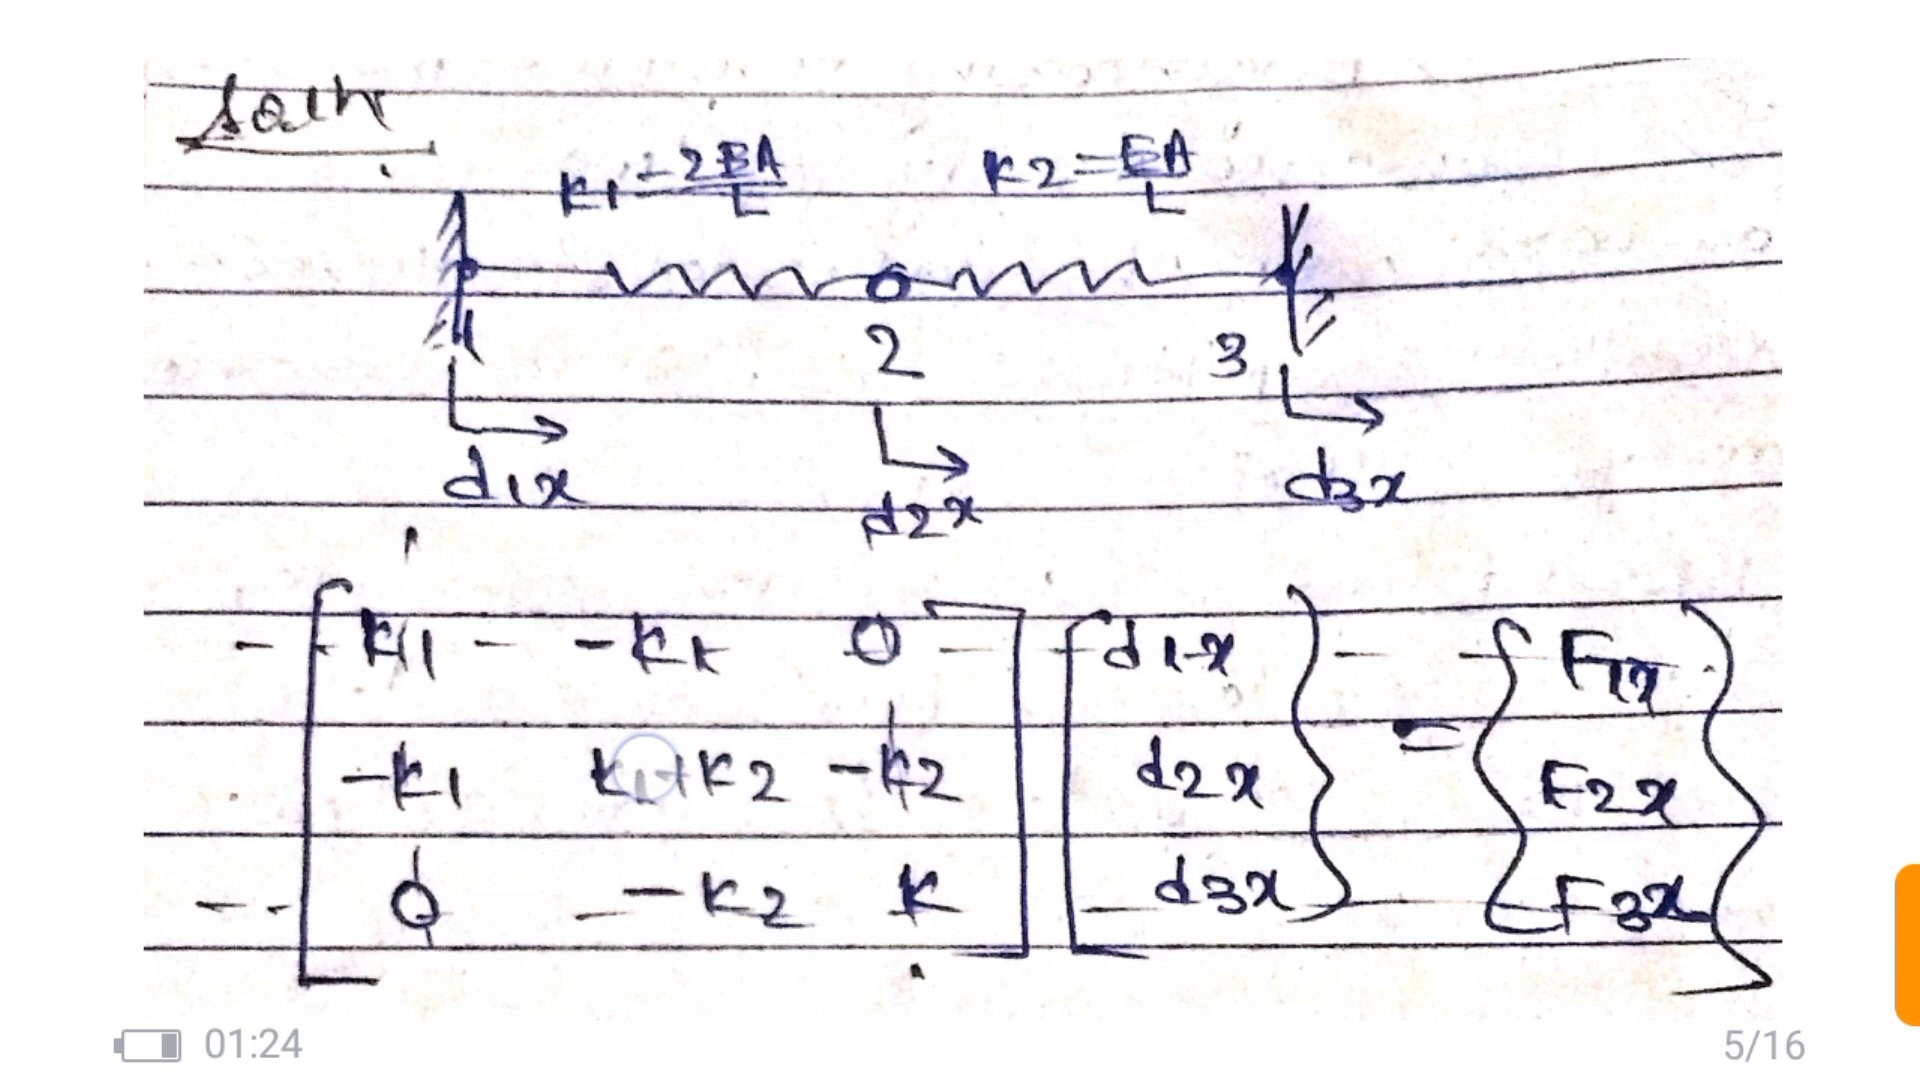 Soln
K1 = 2EA/L K2 = EA/L
1 2 3
d1x d2x d3x
[ K1 -K1 0 ] { d1x } = { F1x }
[ -K1 K1+K2 -K2 ] { d2x } = { F2x }
[ 0 -K2 K ] { d3x } = { F3x }
01:24 5/16